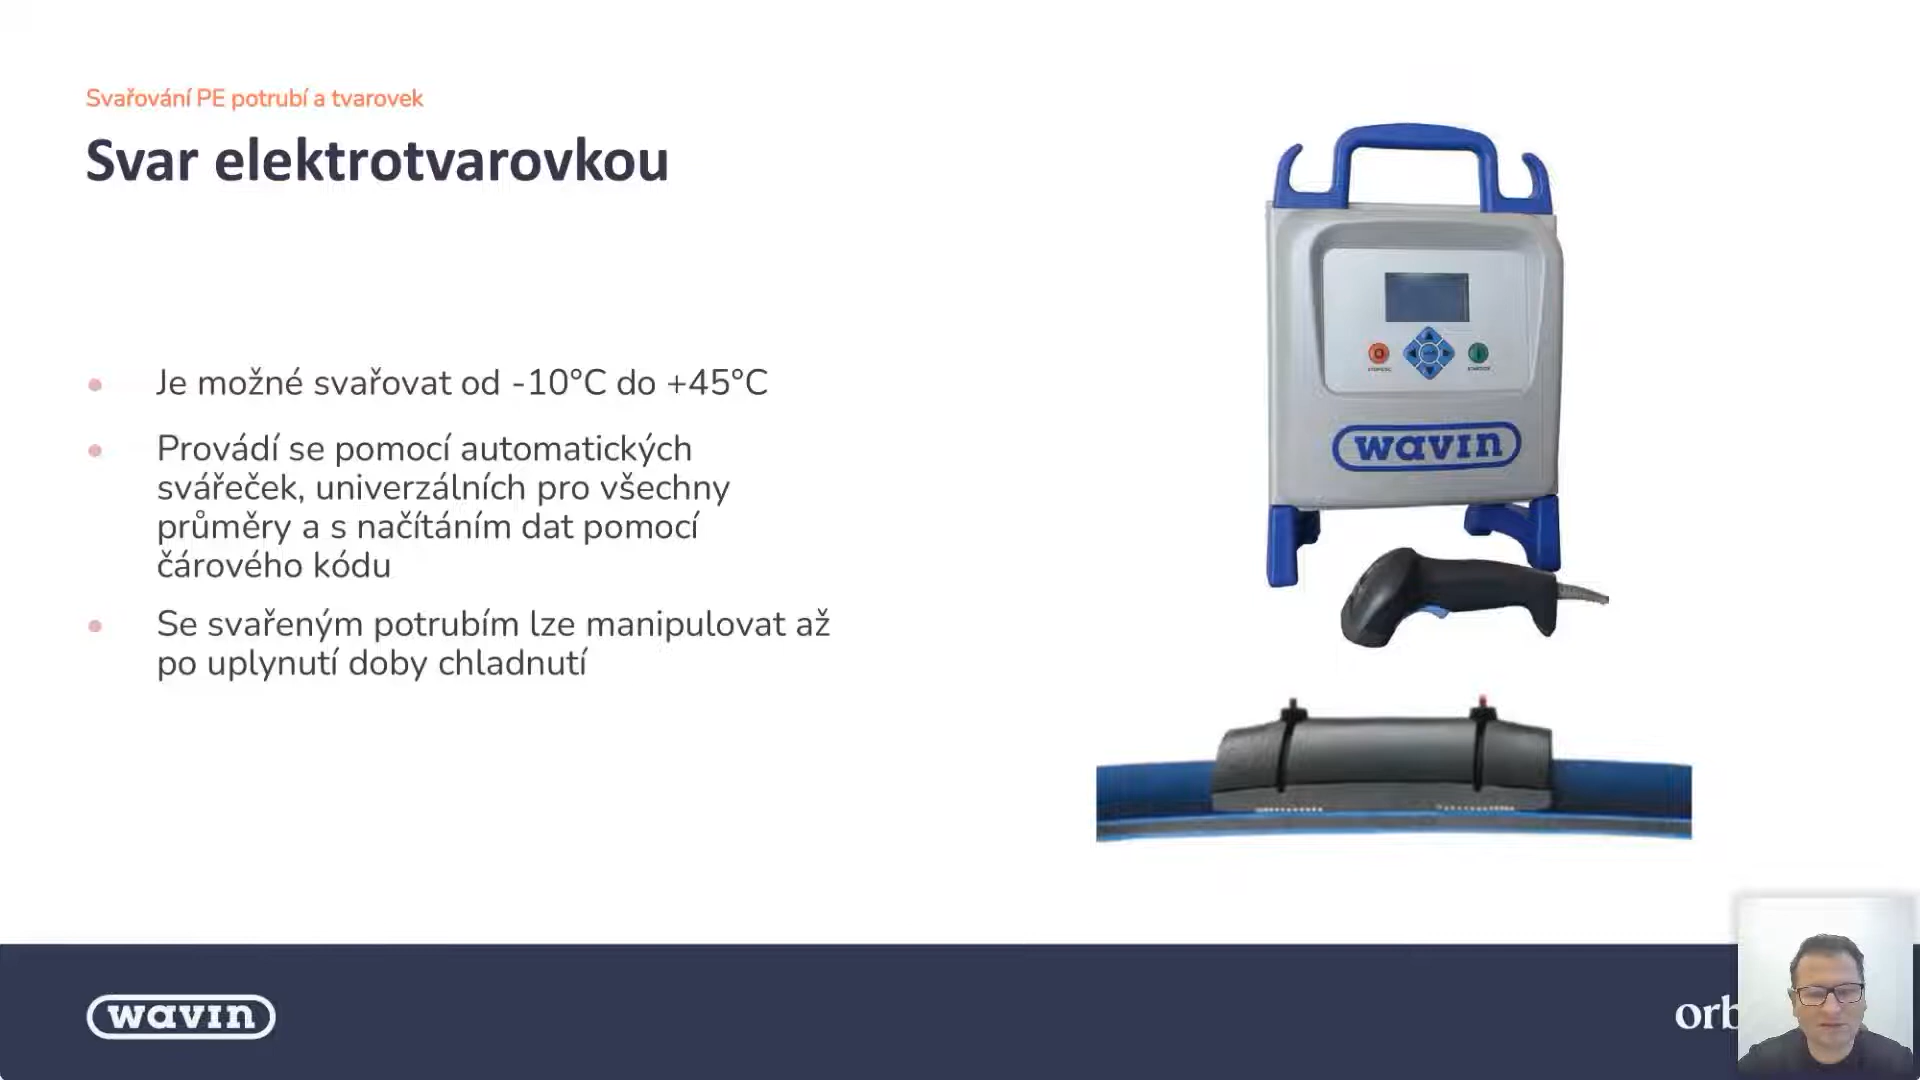 Svařování PE potrubí a tvarovek
Svar elektrotvarovkou
Je možné svařovat od -10°C do +45°C
Provádí se pomocí automatických
svářeček, univerzálních pro všechny
průměry a s načítáním dat pomocí
čárového kódu
Se svařeným potrubím lze manipulovat až
po uplynutí doby chladnutí
wavin
wavin
orb